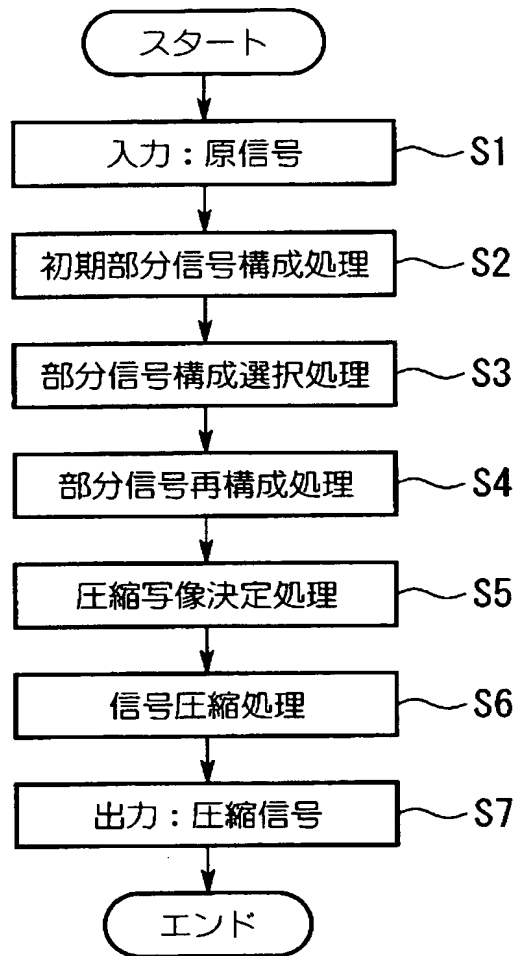 スタート
入力：原信号 S1
初期部分信号構成処理 S2
部分信号構成選択処理 S3
部分信号再構成処理 S4
圧縮写像決定処理 S5
信号圧縮処理 S6
出力：圧縮信号 S7
エンド